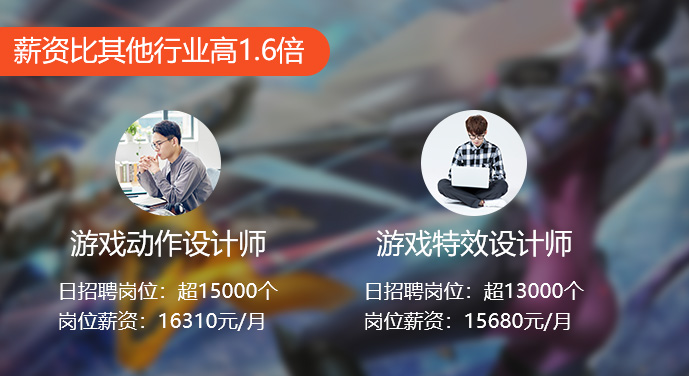 薪资比其他行业高1.6倍
游戏动作设计师
日招聘岗位：超15000个
岗位薪资：16310元/月
游戏特效设计师
日招聘岗位：超13000个
岗位薪资：15680元/月